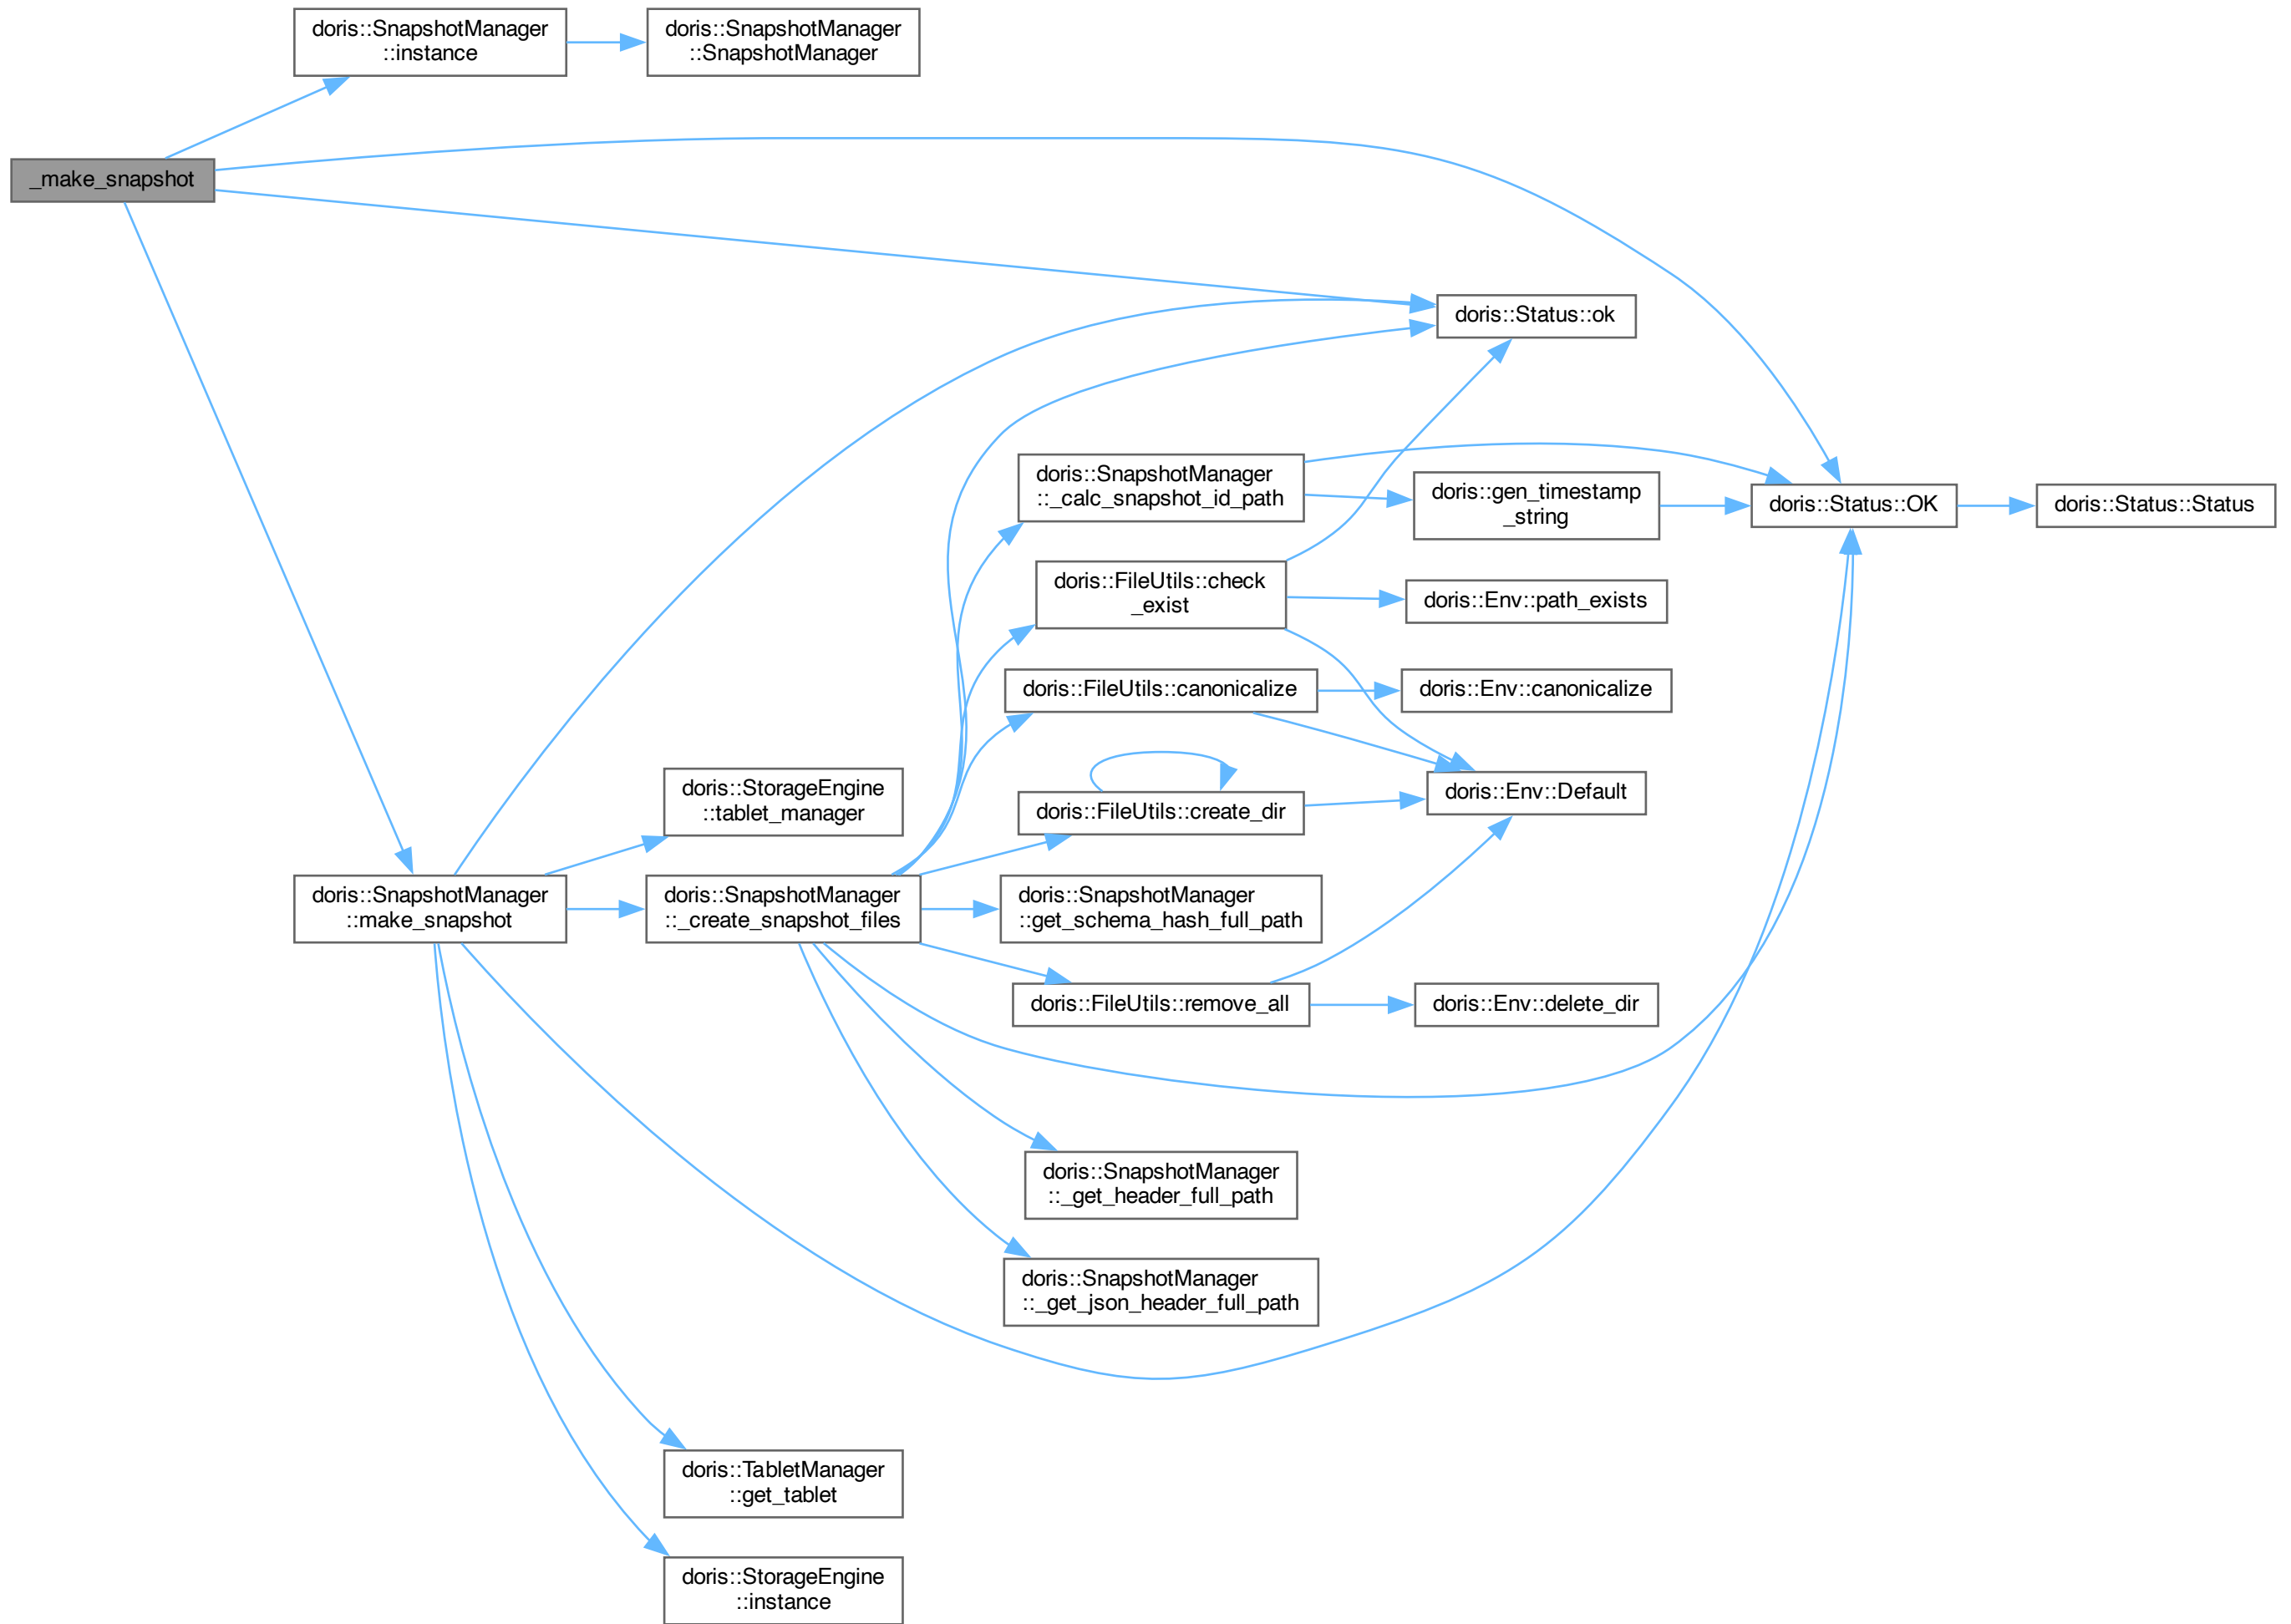 doris::SnapshotManager
::instance
doris::SnapshotManager
::SnapshotManager
_make_snapshot
doris::Status::ok
doris::SnapshotManager
::_calc_snapshot_id_path
doris::gen_timestamp
_string
doris::Status::OK
doris::Status::Status
doris::FileUtils::check
_exist
doris::Env::path_exists
doris::FileUtils::canonicalize
doris::Env::canonicalize
doris::StorageEngine
::tablet_manager
doris::FileUtils::create_dir
doris::Env::Default
doris::SnapshotManager
::make_snapshot
doris::SnapshotManager
::_create_snapshot_files
doris::SnapshotManager
::get_schema_hash_full_path
doris::FileUtils::remove_all
doris::Env::delete_dir
doris::SnapshotManager
::_get_header_full_path
doris::SnapshotManager
::_get_json_header_full_path
doris::TabletManager
::get_tablet
doris::StorageEngine
::instance